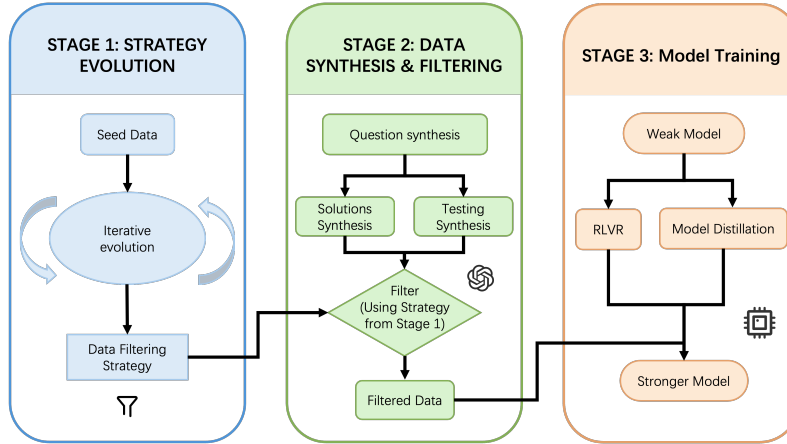 STAGE 1: STRATEGY
EVOLUTION
Seed Data
Iterative
evolution
Data Filtering
Strategy
STAGE 2: DATA
SYNTHESIS & FILTERING
Question synthesis
Solutions
Synthesis
Testing
Synthesis
Filter
(Using Strategy
from Stage 1)
Filtered Data
STAGE 3: Model Training
Weak Model
RLVR
Model Distillation
Stronger Model